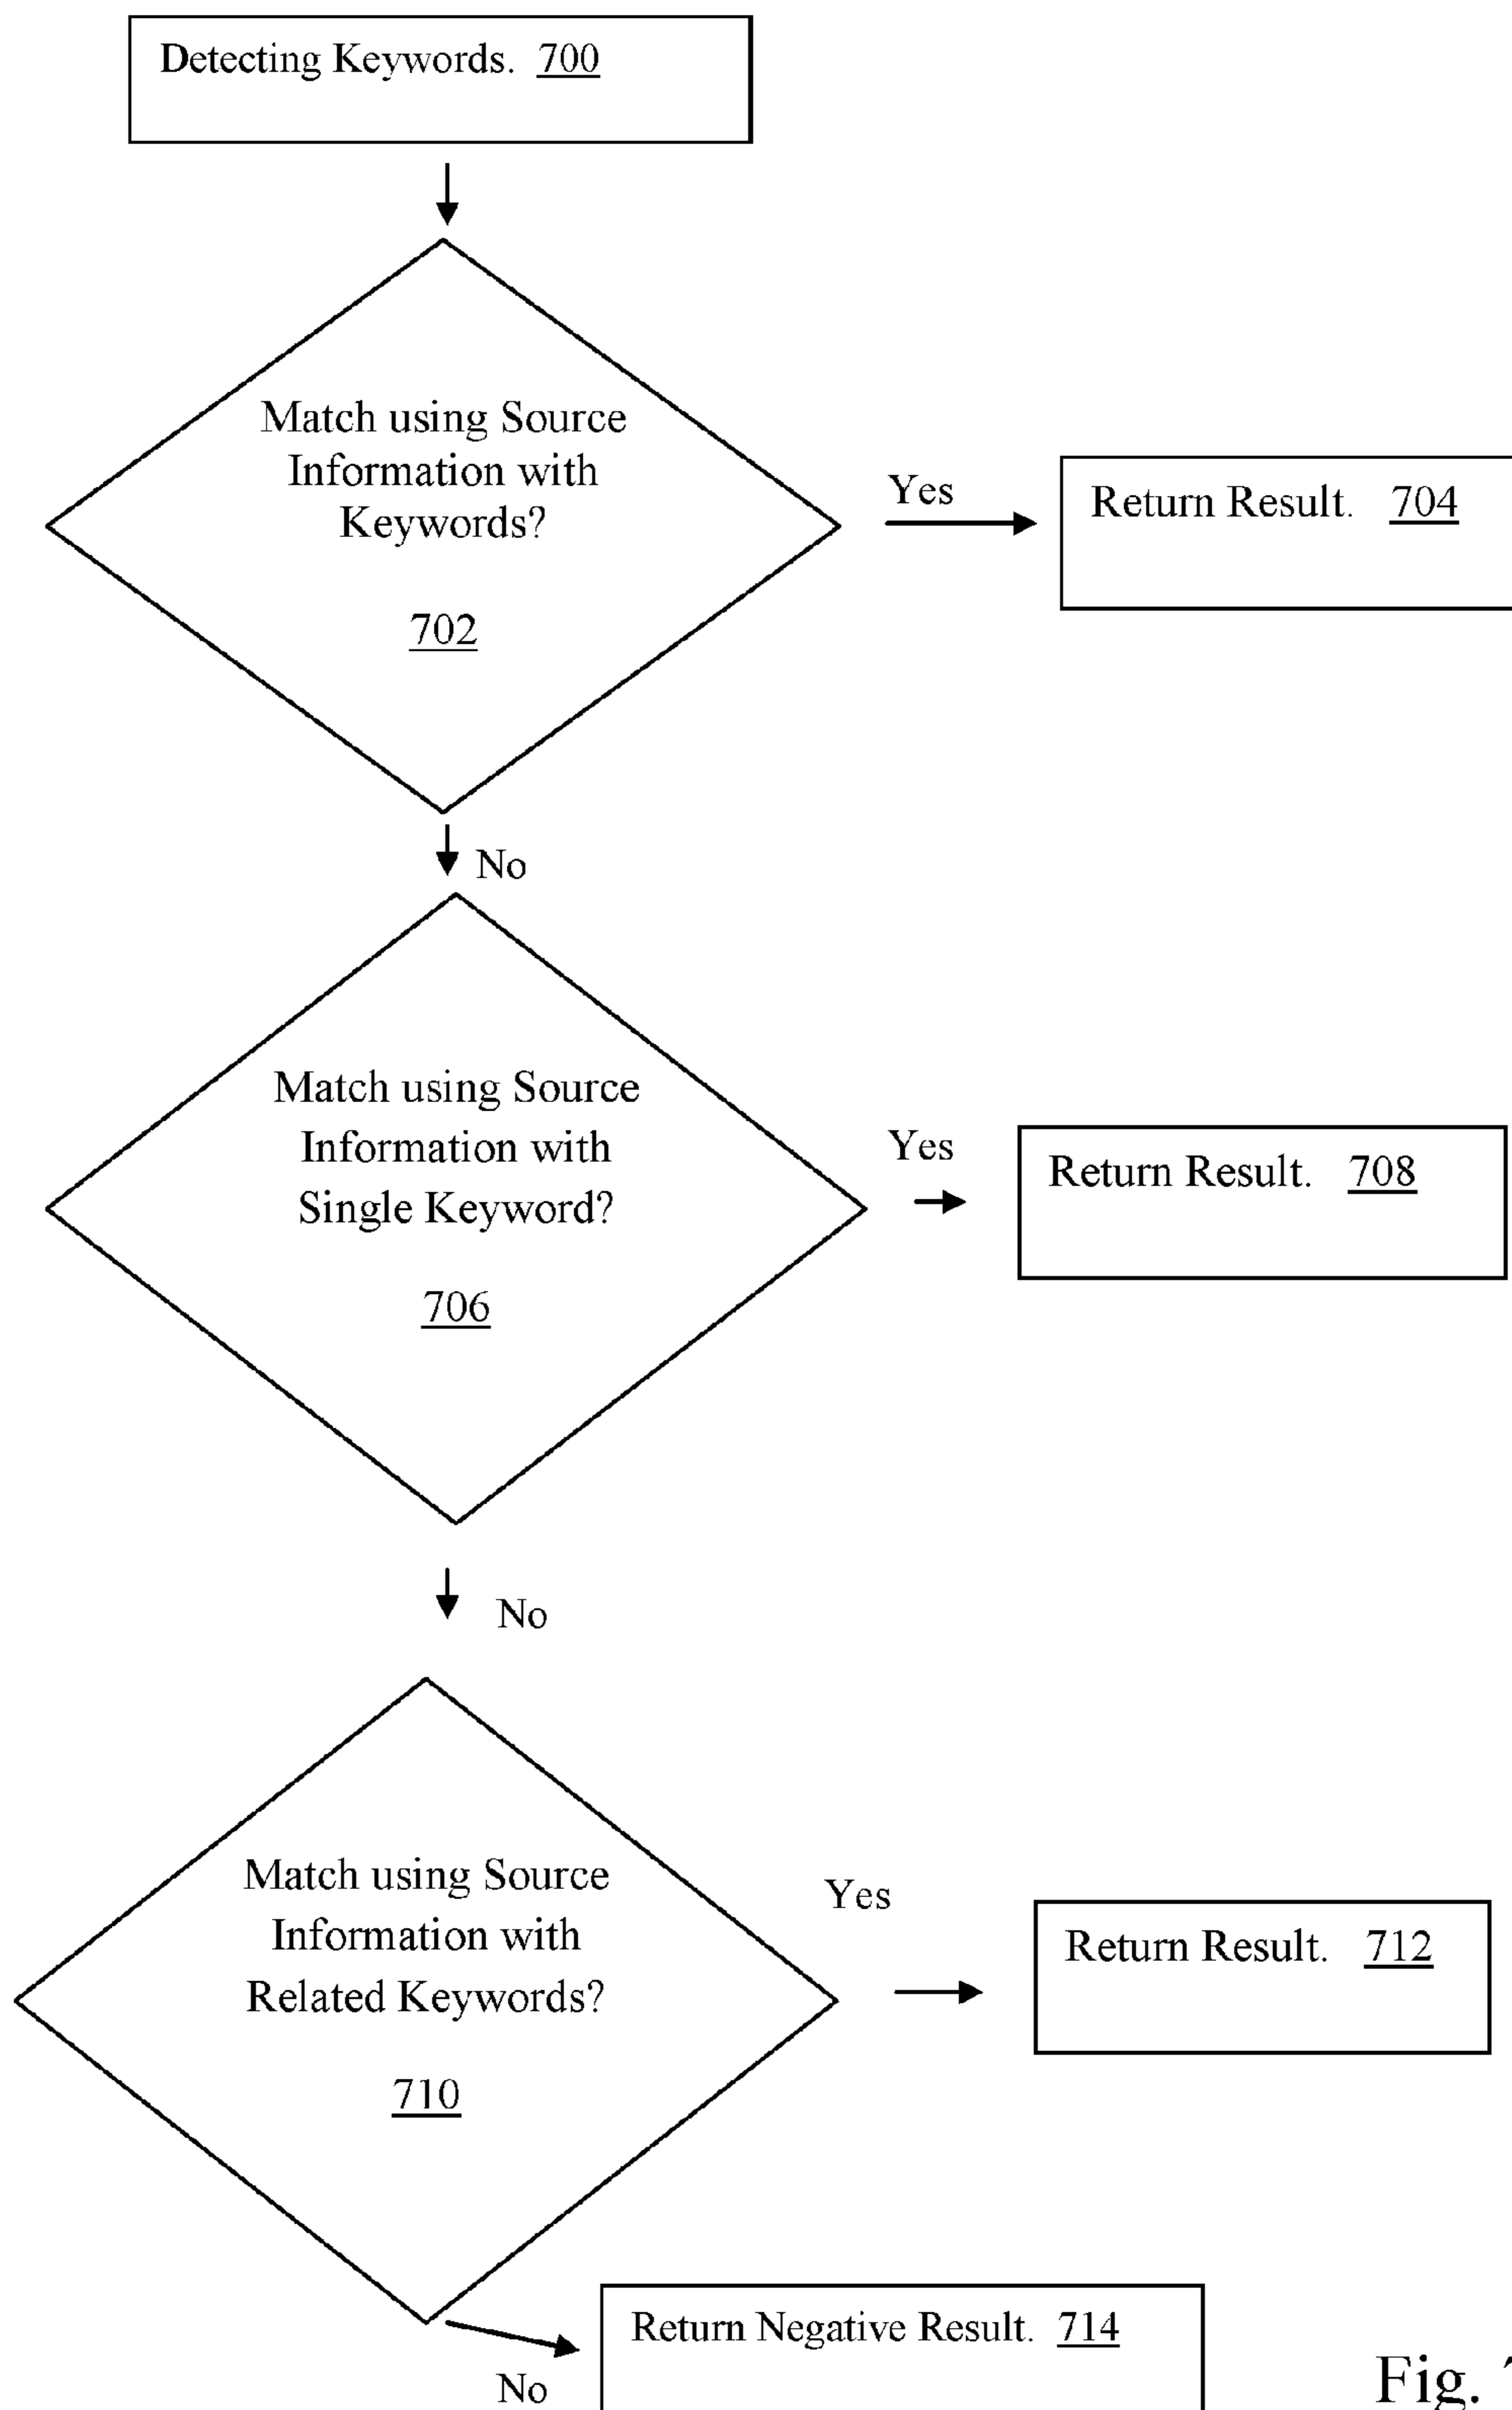 Detecting Keywords. 700
Match using Source
Information with
Keywords?
702
Yes
Return Result. 704
No
Match using Source
Information with
Single Keyword?
706
Yes
Return Result. 708
No
Match using Source
Information with
Related Keywords?
710
Yes
Return Result. 712
No
Return Negative Result. 714
Fig.